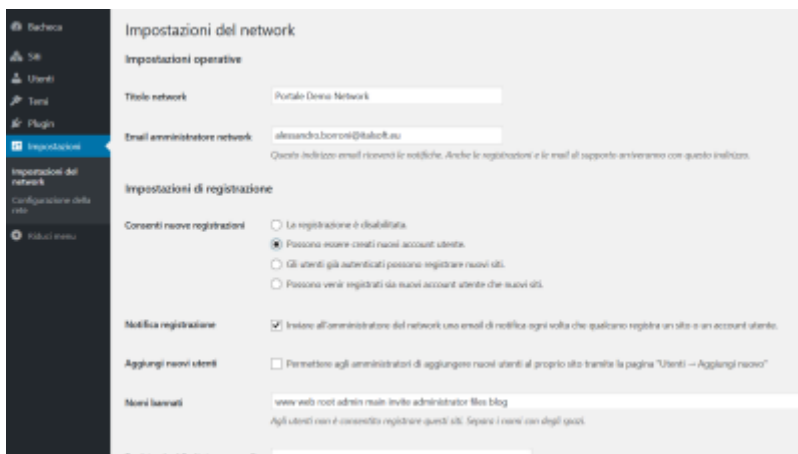 Bacheca
Siti
Utenti
Temi
Plugin
Impostazioni
Impostazioni del
network
Configurazione della
rete
Riduci menu
Impostazioni del network
Impostazioni operative
Titolo network
Portale Demo Network
Email amministratore network
alessandro.borroni@italsoft.eu
Questo indirizzo email riceverà le notifiche. Anche le registrazioni e le mail di supporto arriveranno con questo indirizzo.
Impostazioni di registrazione
Consenti nuove registrazioni
La registrazione è disabilitata.
Possono essere creati nuovi account utente.
Gli utenti già autenticati possono registrare nuovi siti.
Possono venir registrati sia nuovi account utente che nuovi siti.
Notifica registrazione
Inviare all'amministratore del network una email di notifica ogni volta che qualcuno registra un sito o un account utente.
Aggiungi nuovi utenti
Permettere agli amministratori di aggiungere nuovi utenti al proprio sito tramite la pagina "Utenti → Aggiungi nuovo"
Nomi bannati
www web root admin main invite administrator files blog
Agli utenti non è consentito registrare questi siti. Separa i nomi con degli spazi.